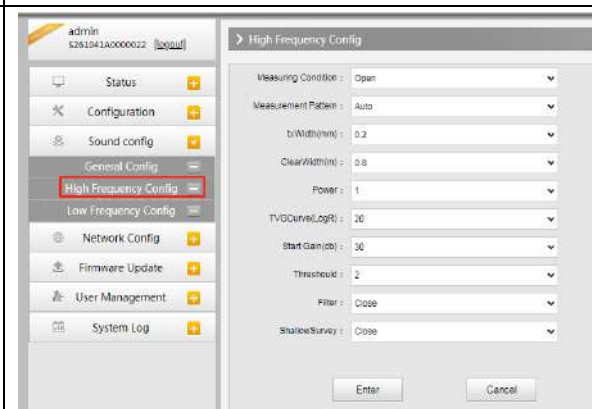 admin
S261041A0000022 [logout]
Status
Configuration
Sound config
General Config
High Frequency Config
Low Frequency Config
Network Config
Firmware Update
User Management
System Log
High Frequency Config
Measuring Condition : Open
Measurement Pattern : Auto
txWidth(mm) : 0.2
ClearWidth(m) : 0.8
Power : 1
TVGCurve(LogR) : 20
Start Gain(db) : 30
Threshould : 2
Filter : Close
ShallowSurvey : Close
Enter Cancel